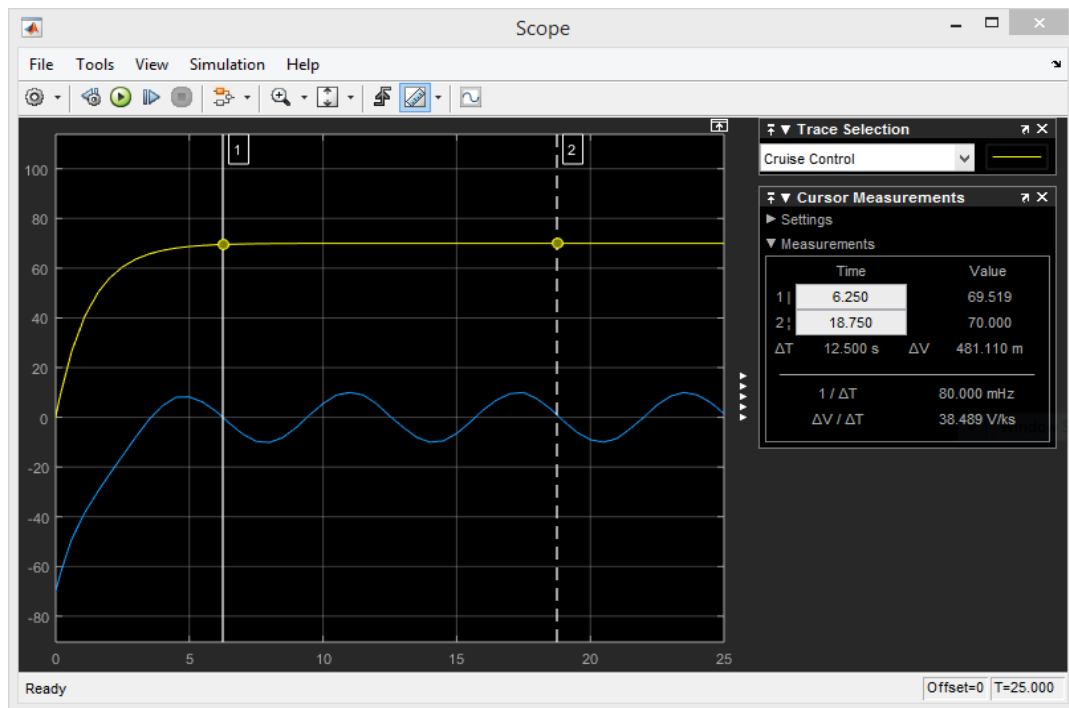 Scope
File Tools View Simulation Help
1
2
100
80
60
40
20
0
-20
-40
-60
-80
0 5 10 15 20 25
Trace Selection
Cruise Control
Cursor Measurements
Settings
Measurements
Time Value
1 | 6.250 69.519
2 ¦ 18.750 70.000
ΔT 12.500 s ΔV 481.110 m
1 / ΔT 80.000 mHz
ΔV / ΔT 38.489 V/ks
Ready Offset=0 T=25.000